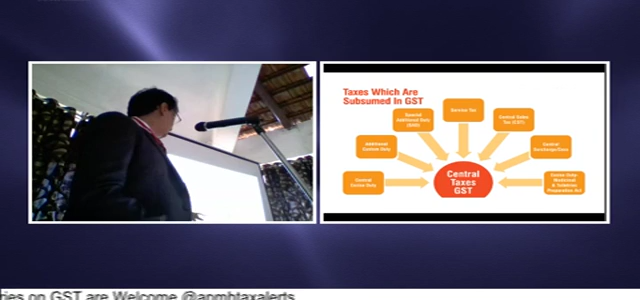 Taxes Which Are
Subsumed In GST
Service Tax
Special
Additional Duty
(SAD)
Central Sales
Tax (CST)
Additional
Custom Duty
Central
Surcharge/Cess
Central
Excise Duty
Central
Taxes
GST
Excise Duty
Medicinal
& Toiletries
Preparation Act
ries on GST are Welcome @apmhtaxalerts